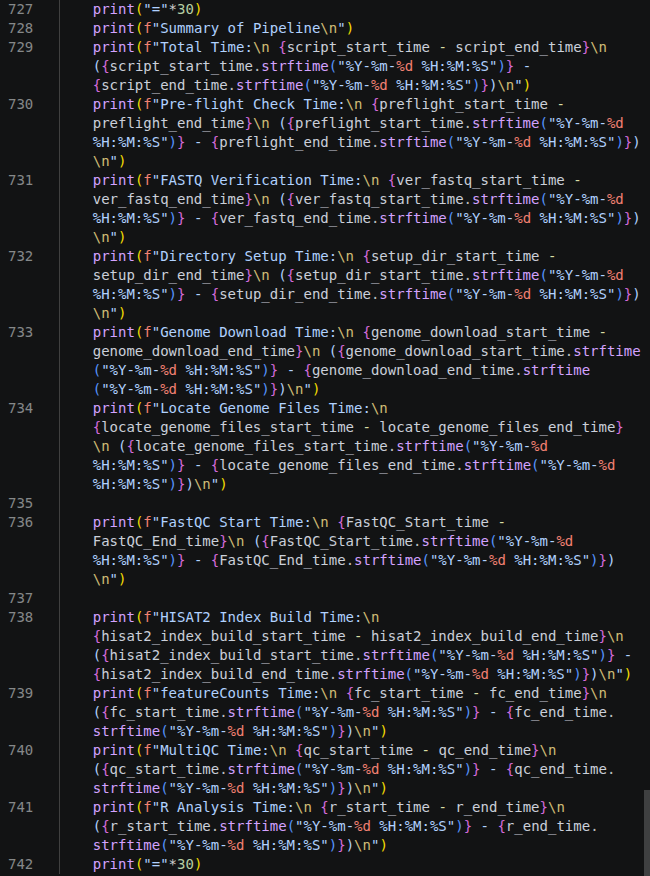 727 print("="*30)
728 print(f"Summary of Pipeline\n")
729 print(f"Total Time:\n {script_start_time - script_end_time}\n
({script_start_time.strftime("%Y-%m-%d %H:%M:%S")} -
{script_end_time.strftime("%Y-%m-%d %H:%M:%S")})\n")
730 print(f"Pre-flight Check Time:\n {preflight_start_time -
preflight_end_time}\n ({preflight_start_time.strftime("%Y-%m-%d
%H:%M:%S")} - {preflight_end_time.strftime("%Y-%m-%d %H:%M:%S")})
\n")
731 print(f"FASTQ Verification Time:\n {ver_fastq_start_time -
ver_fastq_end_time}\n ({ver_fastq_start_time.strftime("%Y-%m-%d
%H:%M:%S")} - {ver_fastq_end_time.strftime("%Y-%m-%d %H:%M:%S")})
\n")
732 print(f"Directory Setup Time:\n {setup_dir_start_time -
setup_dir_end_time}\n ({setup_dir_start_time.strftime("%Y-%m-%d
%H:%M:%S")} - {setup_dir_end_time.strftime("%Y-%m-%d %H:%M:%S")})
\n")
733 print(f"Genome Download Time:\n {genome_download_start_time -
genome_download_end_time}\n ({genome_download_start_time.strftime
("%Y-%m-%d %H:%M:%S")} - {genome_download_end_time.strftime
("%Y-%m-%d %H:%M:%S")})\n")
734 print(f"Locate Genome Files Time:\n
{locate_genome_files_start_time - locate_genome_files_end_time}
\n ({locate_genome_files_start_time.strftime("%Y-%m-%d
%H:%M:%S")} - {locate_genome_files_end_time.strftime("%Y-%m-%d
%H:%M:%S")})\n")
735
736 print(f"FastQC Start Time:\n {FastQC_Start_time -
FastQC_End_time}\n ({FastQC_Start_time.strftime("%Y-%m-%d
%H:%M:%S")} - {FastQC_End_time.strftime("%Y-%m-%d %H:%M:%S")})
\n")
737
738 print(f"HISAT2 Index Build Time:\n
{hisat2_index_build_start_time - hisat2_index_build_end_time}\n
({hisat2_index_build_start_time.strftime("%Y-%m-%d %H:%M:%S")} -
{hisat2_index_build_end_time.strftime("%Y-%m-%d %H:%M:%S")})\n")
739 print(f"featureCounts Time:\n {fc_start_time - fc_end_time}\n
({fc_start_time.strftime("%Y-%m-%d %H:%M:%S")} - {fc_end_time.
strftime("%Y-%m-%d %H:%M:%S")})\n")
740 print(f"MultiQC Time:\n {qc_start_time - qc_end_time}\n
({qc_start_time.strftime("%Y-%m-%d %H:%M:%S")} - {qc_end_time.
strftime("%Y-%m-%d %H:%M:%S")})\n")
741 print(f"R Analysis Time:\n {r_start_time - r_end_time}\n
({r_start_time.strftime("%Y-%m-%d %H:%M:%S")} - {r_end_time.
strftime("%Y-%m-%d %H:%M:%S")})\n")
742 print("="*30)